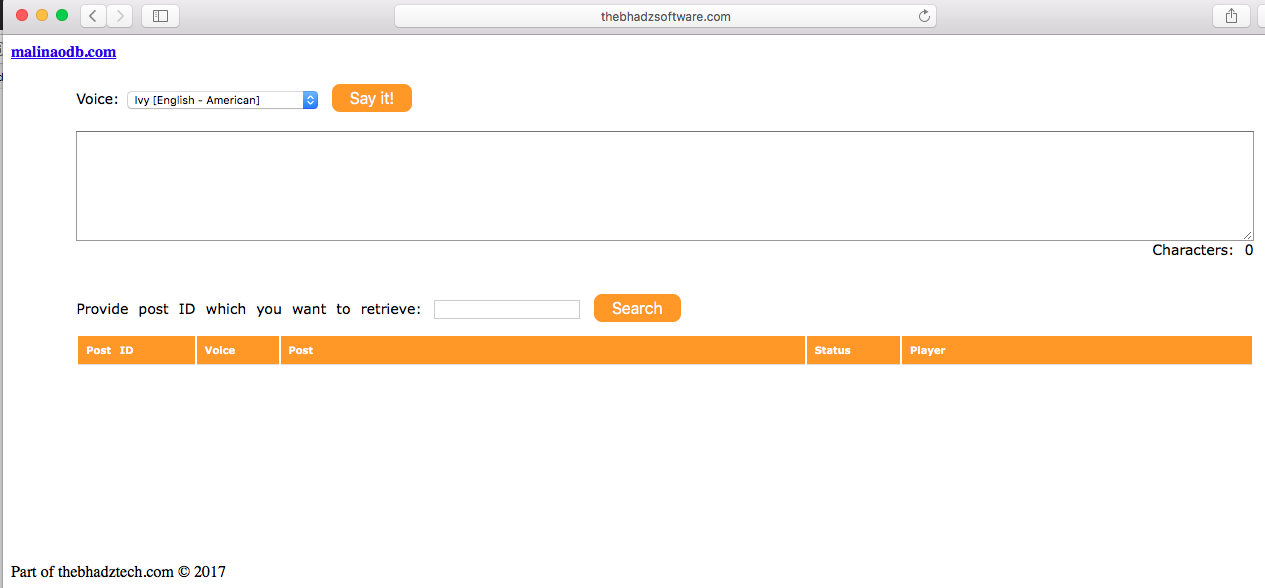 thebhadzsoftware.com
malinaodb.com
Voice: Ivy [English - American] Say it!
Characters: 0
Provide post ID which you want to retrieve: Search
Post ID Voice Post Status Player
Part of thebhadztech.com © 2017